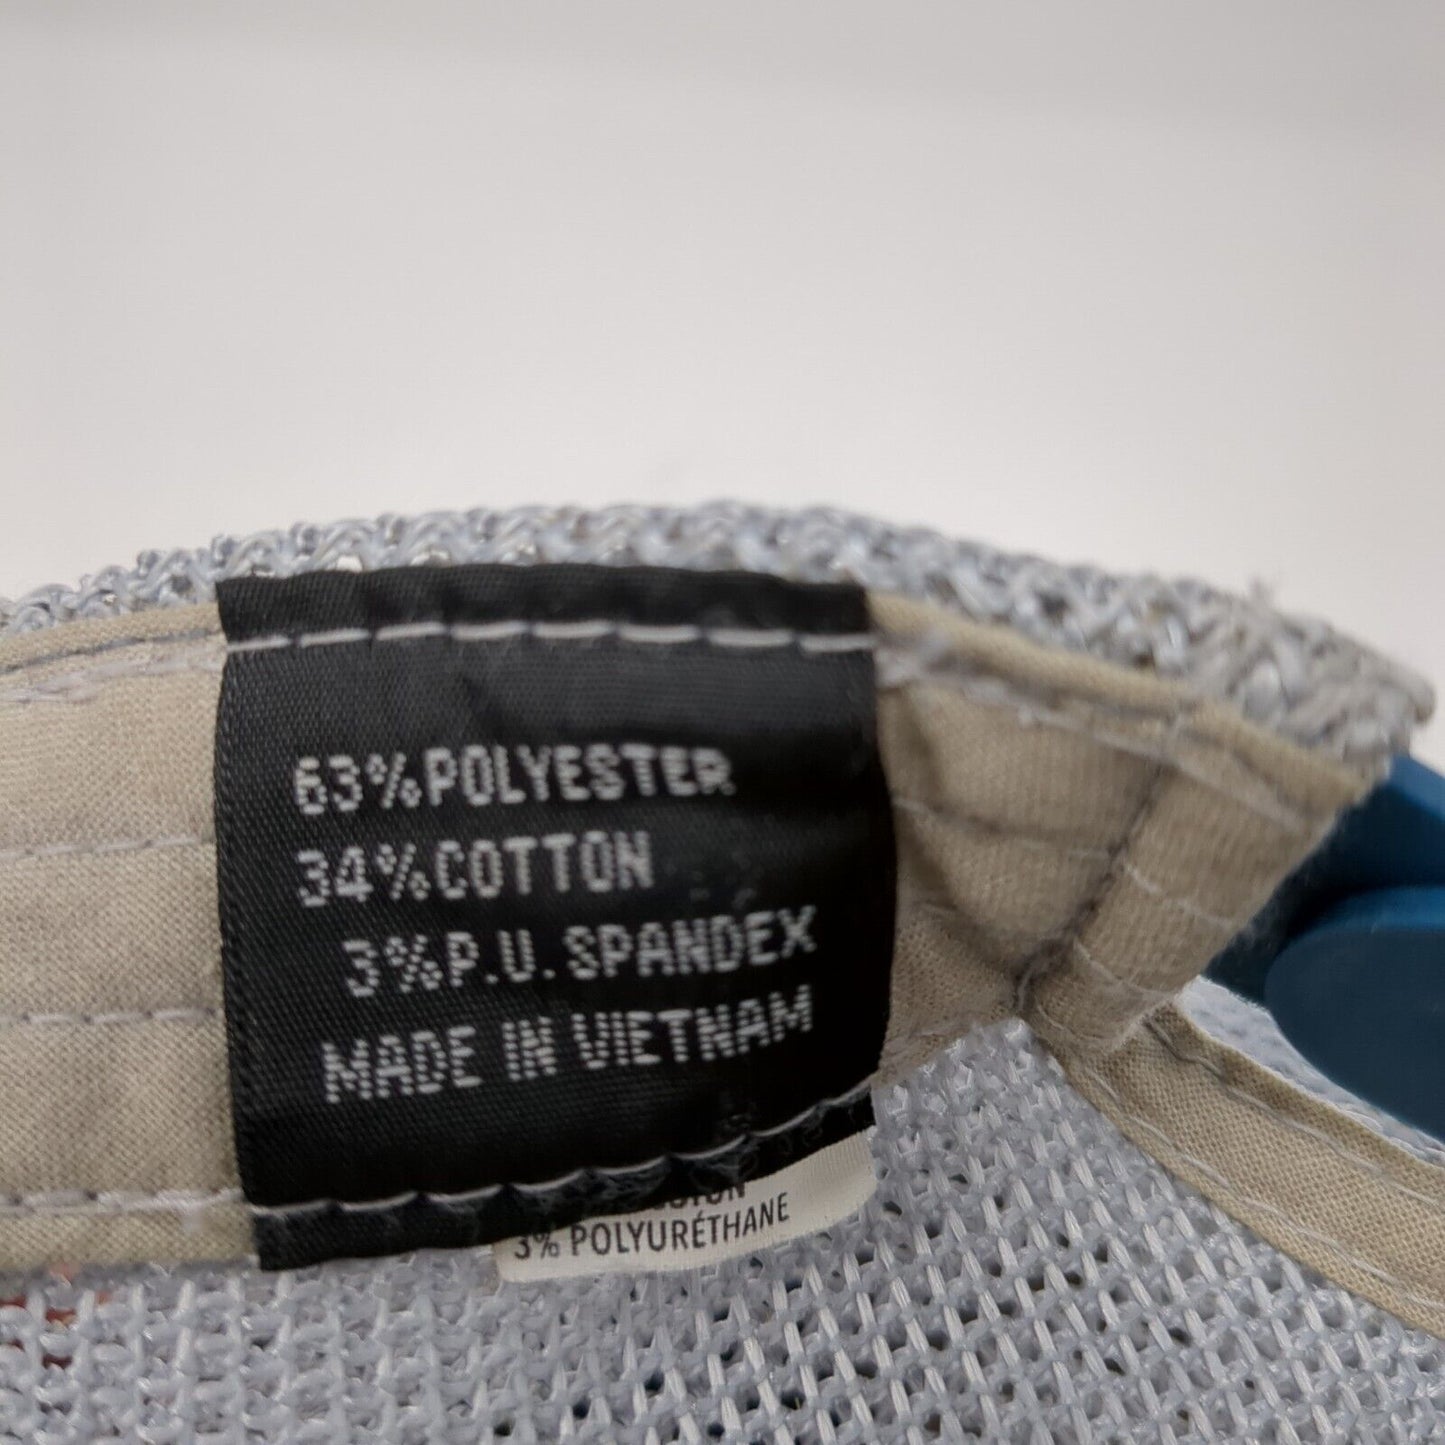 63%POLYESTER
34%COTTON
3%P.U.SPANDEX
MADE IN VIETNAM
3% POLYURÉTHANE